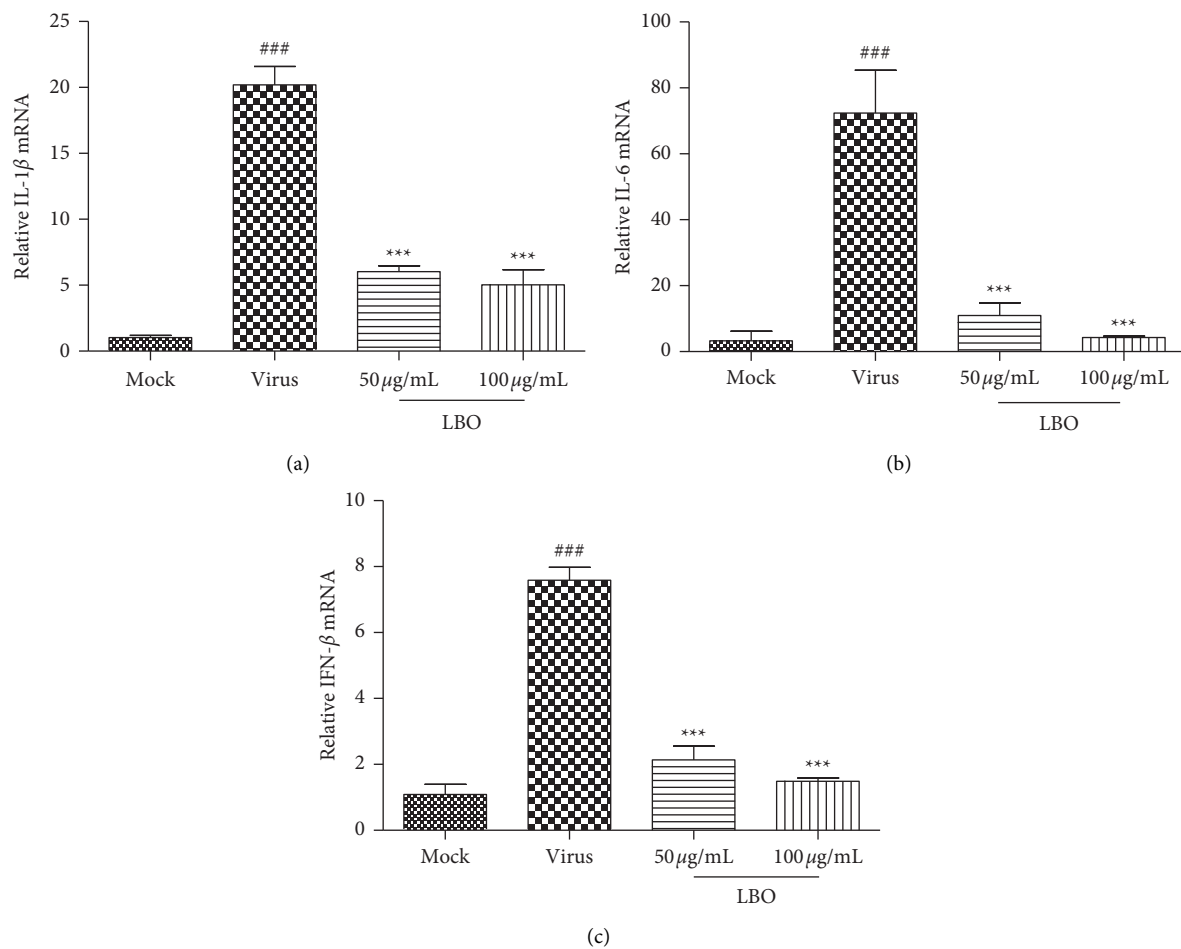 Relative IL-1β mRNA
25
20
15
10
5
0
###
***
***
Mock
Virus
50 μg/mL
100 μg/mL
LBO
(a)
Relative IL-6 mRNA
100
80
60
40
20
0
###
***
***
Mock
Virus
50 μg/mL
100 μg/mL
LBO
(b)
Relative IFN-β mRNA
10
8
6
4
2
0
###
***
***
Mock
Virus
50 μg/mL
100 μg/mL
LBO
(c)